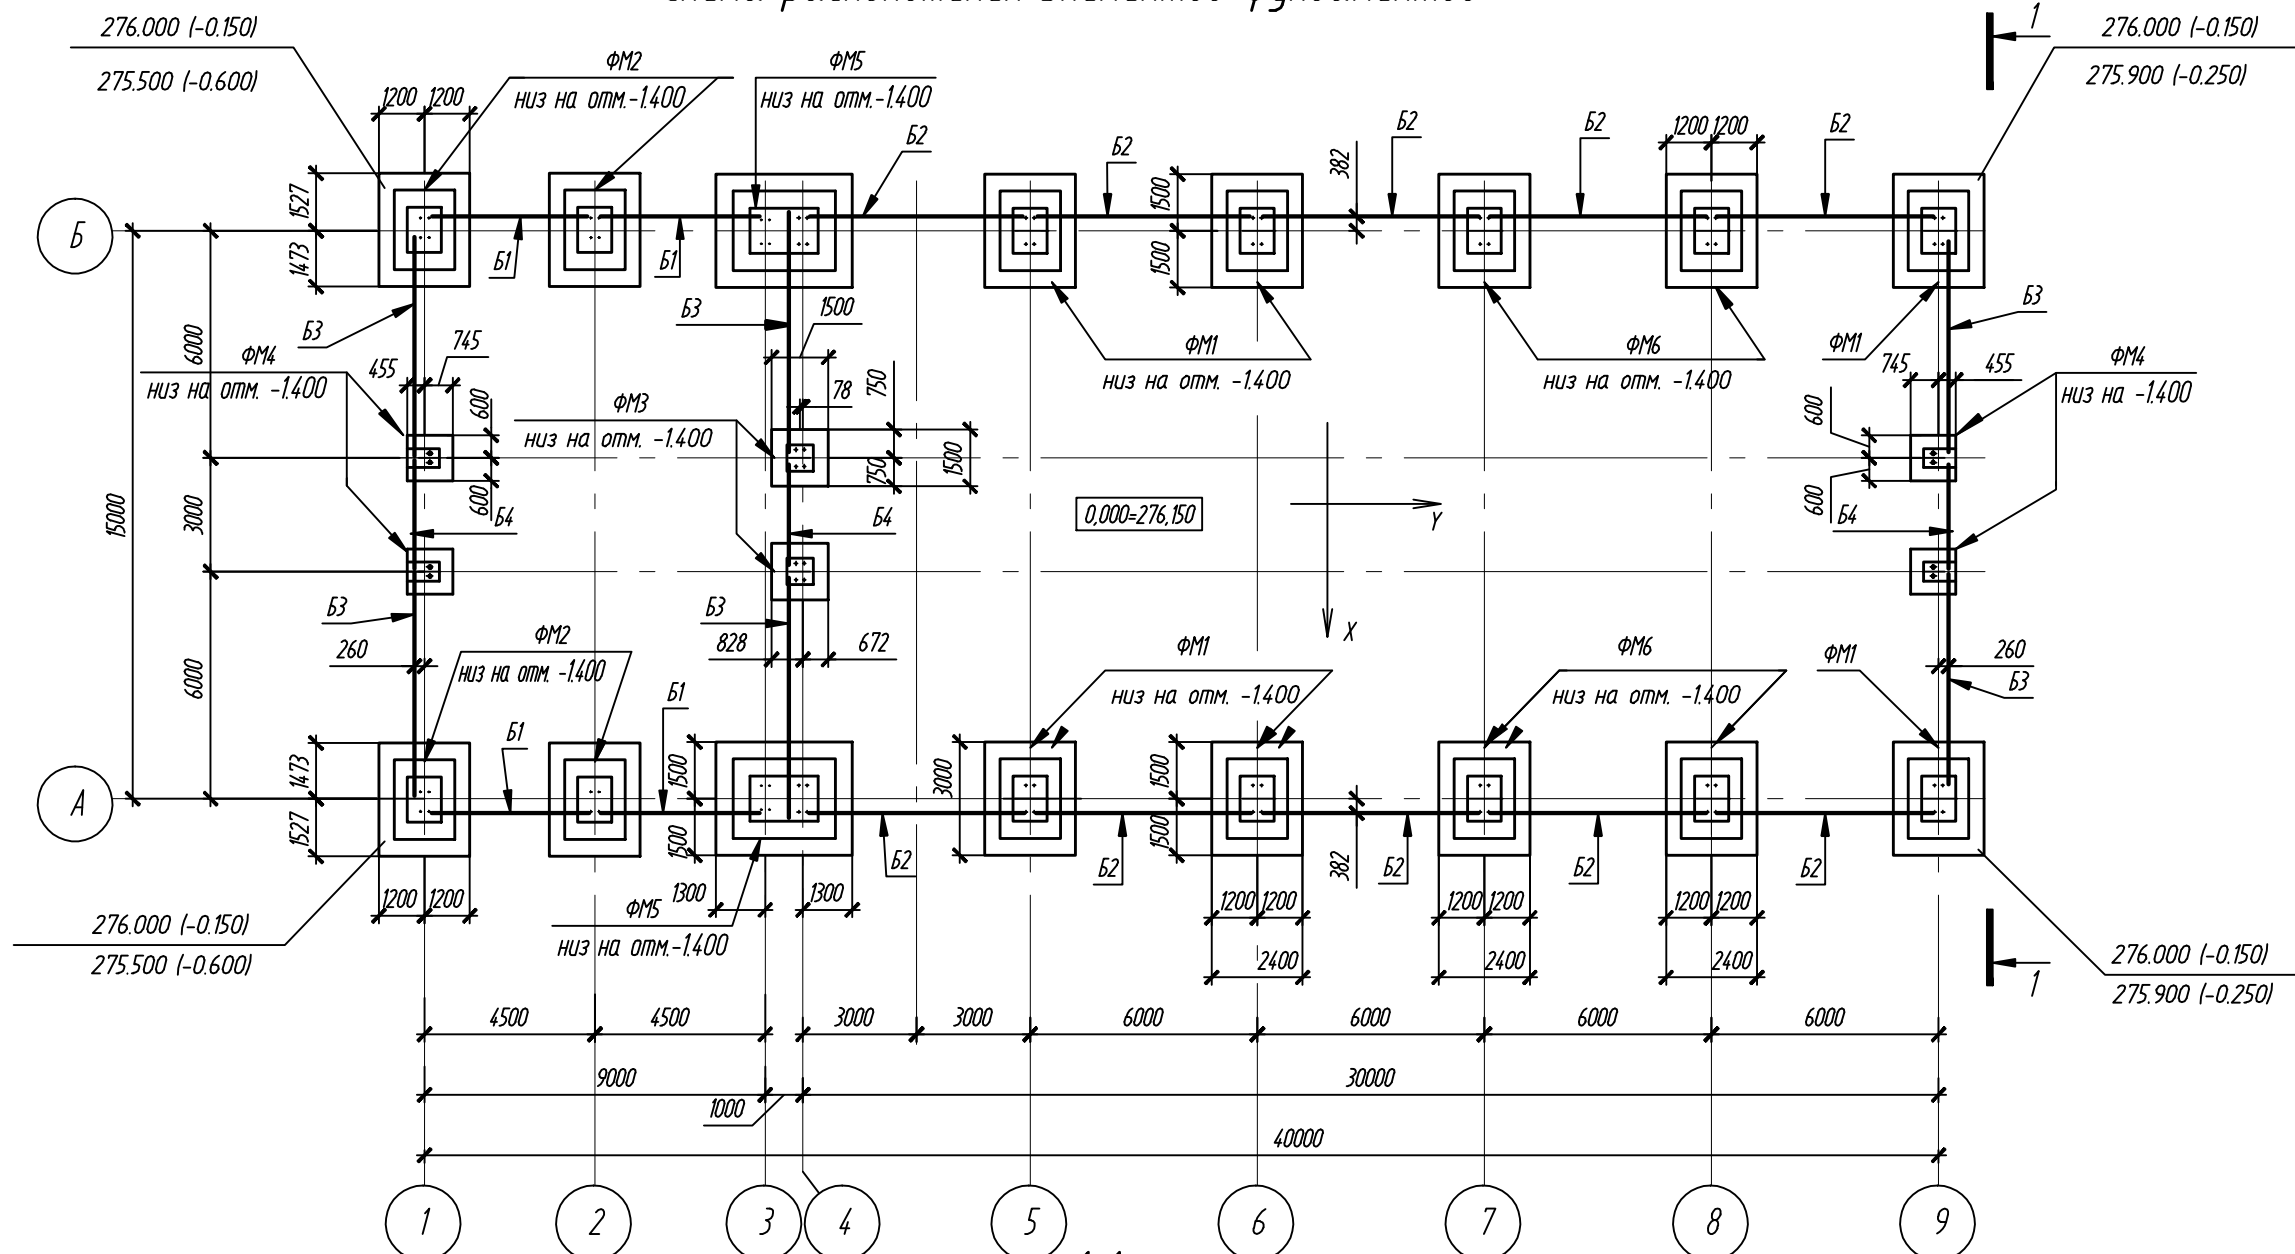 276.000 (-0.150)
275.500 (-0.600)
1200 1200
ФМ2
низ на отм.-1.400
ФМ5
низ на отм.-1.400
Б2
Б2
382
Б2
Б2
1200 1200
Б2
1
276.000 (-0.150)
275.900 (-0.250)
Б
1527
1473
Б1
Б1
1500
1500
6000
Б3
Б3
1500
ФМ1
низ на отм. -1.400
ФМ6
низ на отм. -1.400
ФМ1
Б3
ФМ4
низ на отм. -1.400
455
745
600
600
ФМ3
низ на отм. -1.400
78
750
750
1500
745
455
600
600
ФМ4
низ на -1.400
15000
3000
Б4
Б4
0,000=276,150
Y
X
Б4
Б3
260
ФМ2
низ на отм. -1.400
Б3
828
672
ФМ1
низ на отм. -1.400
ФМ6
низ на отм. -1.400
ФМ1
260
Б3
6000
А
1473
1527
Б1
Б1
1500
1500
3000
1500
1500
382
Б2
Б2
Б2
Б2
Б2
1200 1200
276.000 (-0.150)
275.500 (-0.600)
ФМ5
низ на отм.-1.400
1300
1300
1200 1200
2400
1200 1200
2400
1200 1200
2400
276.000 (-0.150)
275.900 (-0.250)
1
4500
4500
3000
3000
6000
6000
6000
6000
9000
1000
30000
40000
1
2
3
4
5
6
7
8
9